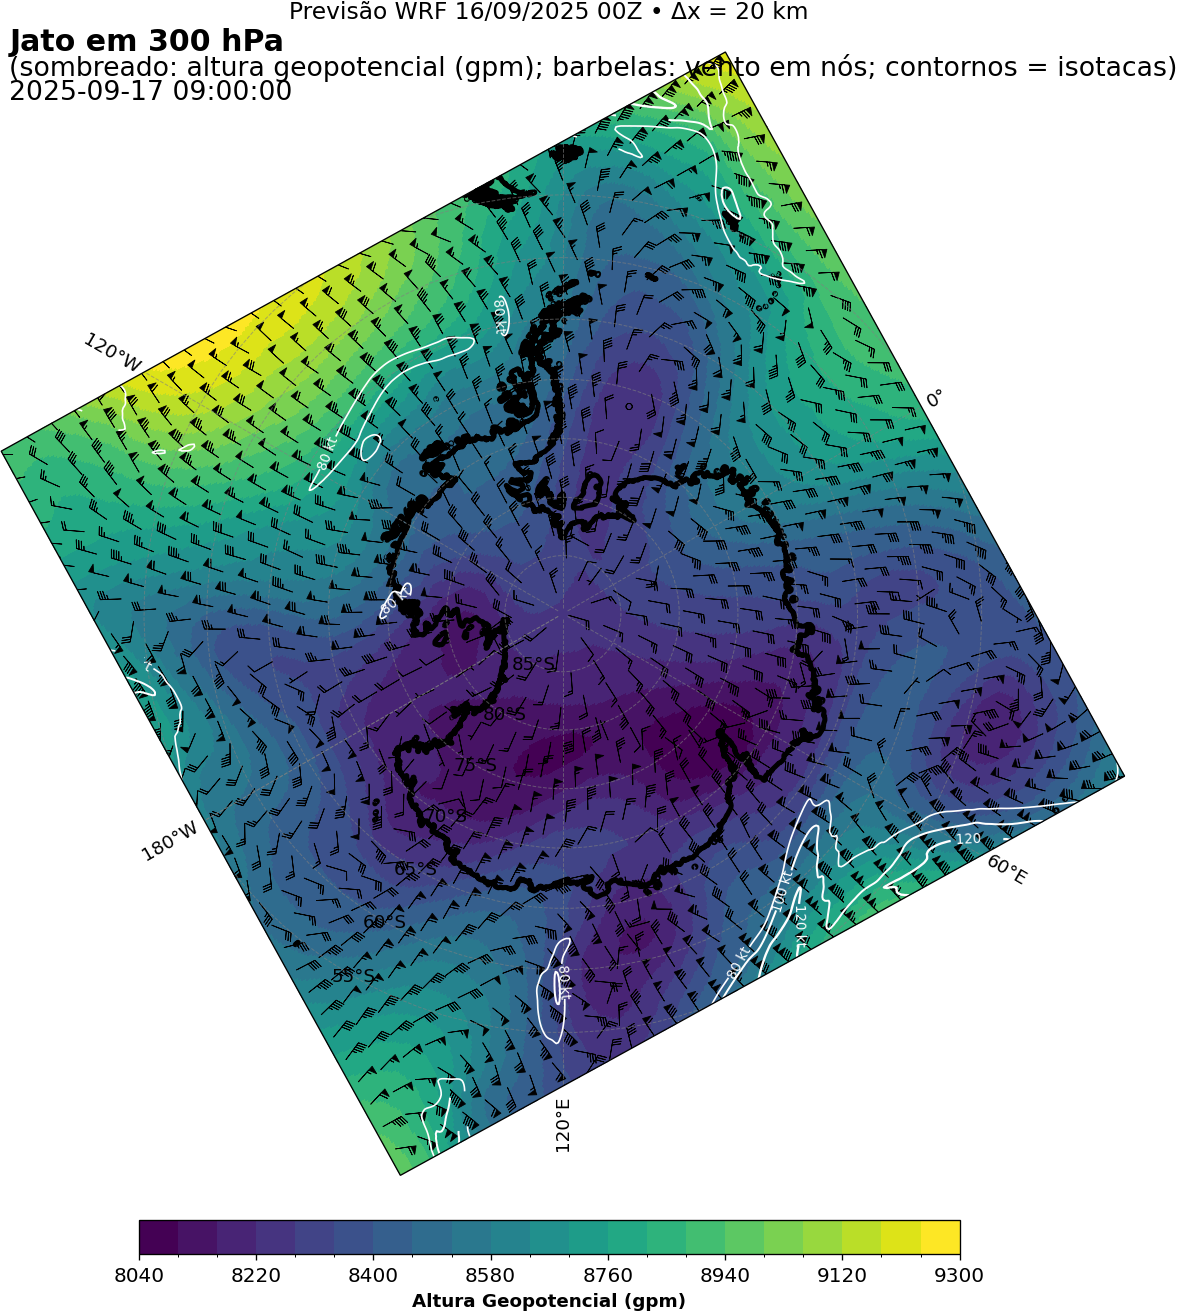 Previsão WRF 16/09/2025 00Z • Δx = 20 km
Jato em 300 hPa
(sombreado: altura geopotencial (gpm); barbelas: vento em nós; contornos = isotacas)
2025-09-17 09:00:00
120°W
80 kt
0°
80 kt
80 kt
85°S
80°S
75°S
70°S
180°W
120
60°E
65°S
100 kt
60°S
120 kt
80 kt
55°S
80 kt
120°E
8040 8220 8400 8580 8760 8940 9120 9300
Altura Geopotencial (gpm)